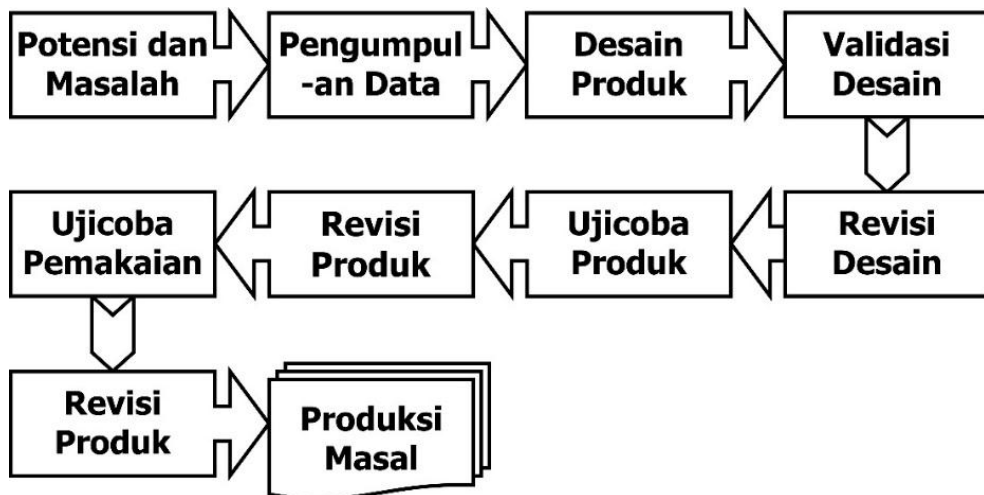 Potensi dan
Masalah
Pengumpul
-an Data
Desain
Produk
Validasi
Desain
Revisi
Desain
Ujicoba
Produk
Revisi
Produk
Ujicoba
Pemakaian
Revisi
Produk
Produksi
Masal